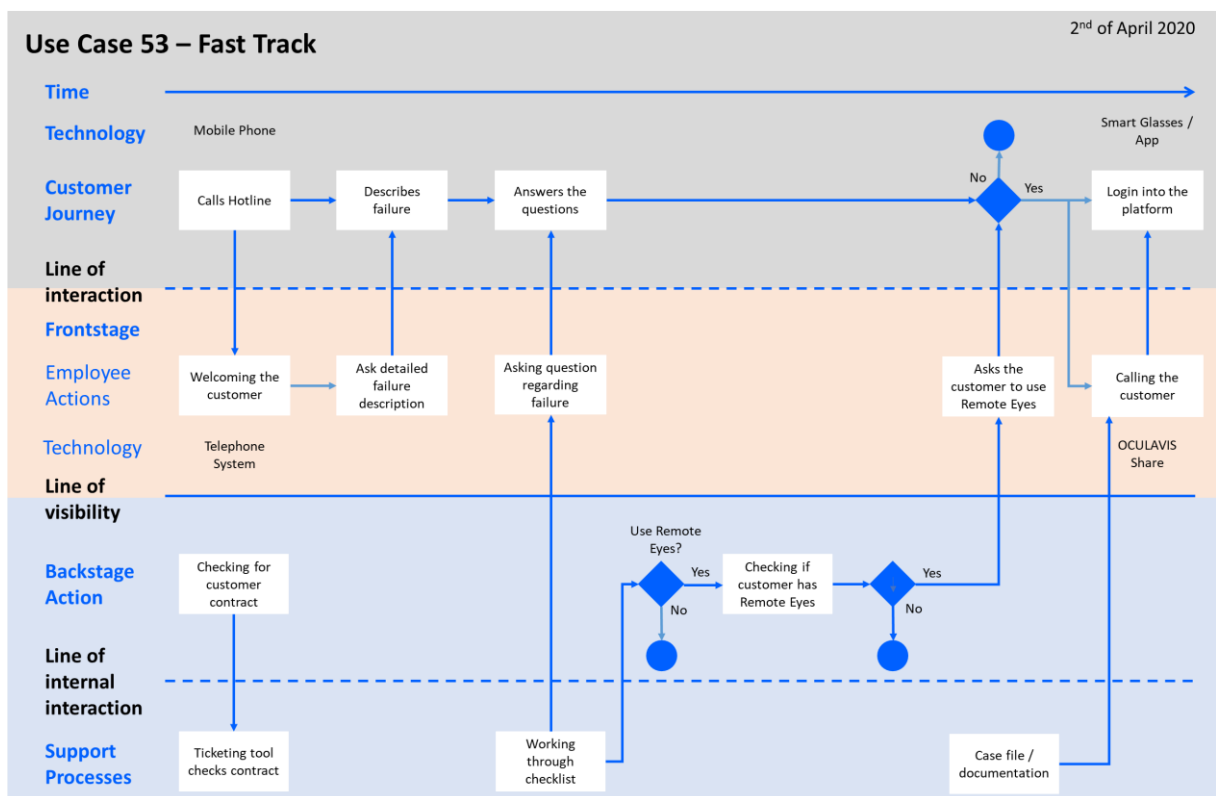 Use Case 53 – Fast Track
2nd of April 2020
Time
Technology
Mobile Phone
Smart Glasses /
App
Customer
Journey
Calls Hotline
Describes
failure
Answers the
questions
No
Yes
Login into the
platform
Line of
interaction
Frontstage
Employee
Actions
Welcoming the
customer
Ask detailed
failure
description
Asking question
regarding
failure
Asks the
customer to use
Remote Eyes
Calling the
customer
Technology
Telephone
System
OCULAVIS
Share
Line of
visibility
Backstage
Action
Checking for
customer
contract
Use Remote
Eyes?
Yes
No
Checking if
customer has
Remote Eyes
Yes
No
Line of
internal
interaction
Support
Processes
Ticketing tool
checks contract
Working
through
checklist
Case file /
documentation